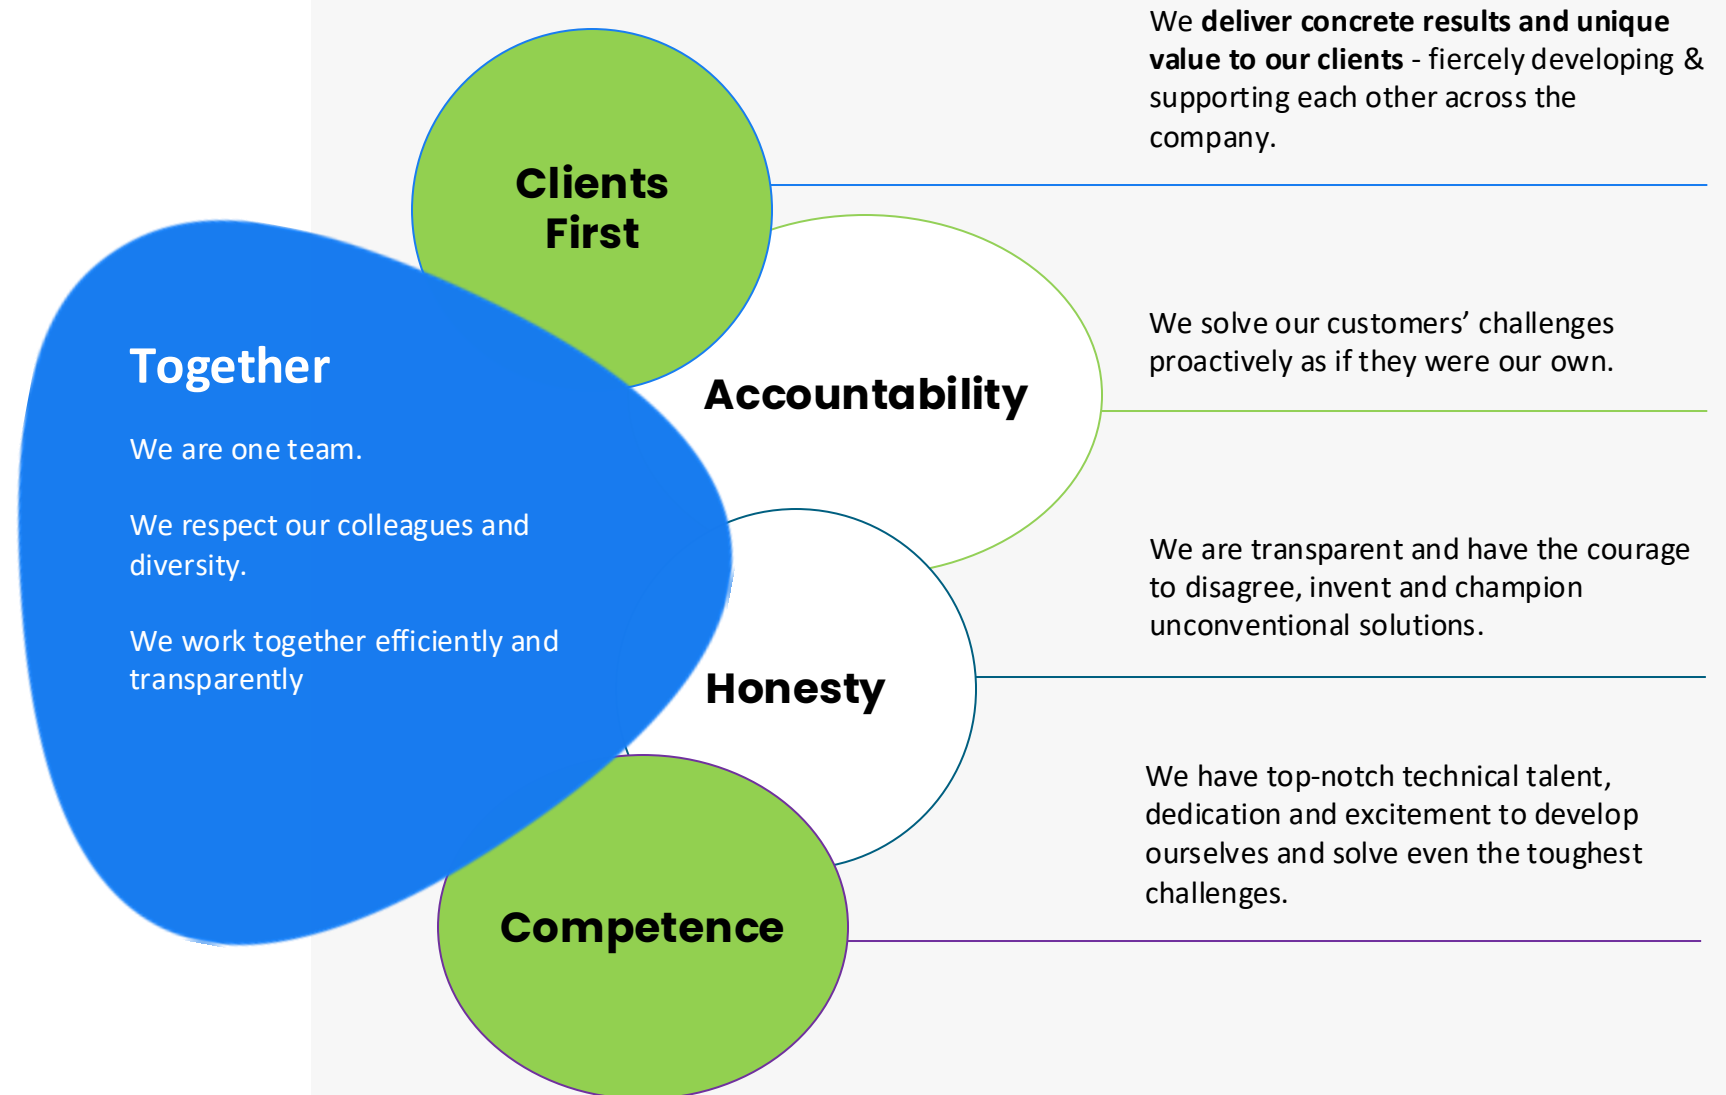 We deliver concrete results and unique
value to our clients - fiercely developing &
supporting each other across the
company.
Clients
First
Together
We are one team.
We respect our colleagues and
diversity.
We work together efficiently and
transparently
We solve our customers’ challenges
proactively as if they were our own.
Accountability
We are transparent and have the courage
to disagree, invent and champion
unconventional solutions.
Honesty
We have top-notch technical talent,
dedication and excitement to develop
ourselves and solve even the toughest
challenges.
Competence